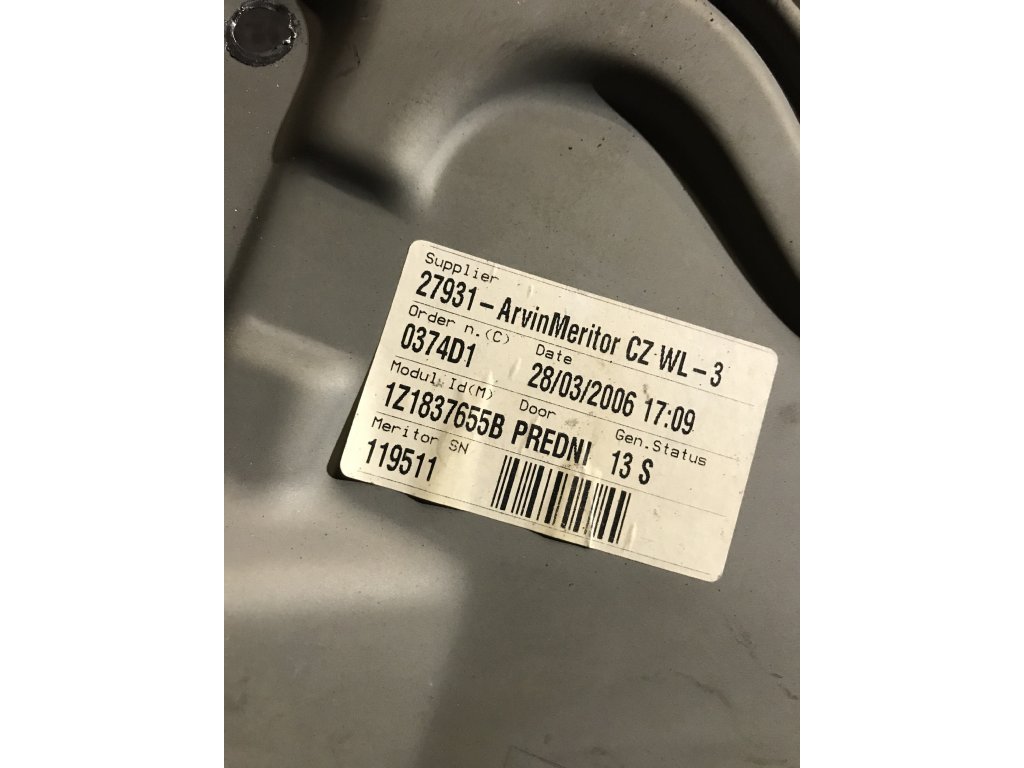 Supplier
27931-ArvinMeritor CZ WL-3
Order n.(C) Date
0374D1 28/03/2006 17:09
Modul Id(M) Door Gen.Status
1Z1837655B PREDNI 13 S
Meritor SN
119511